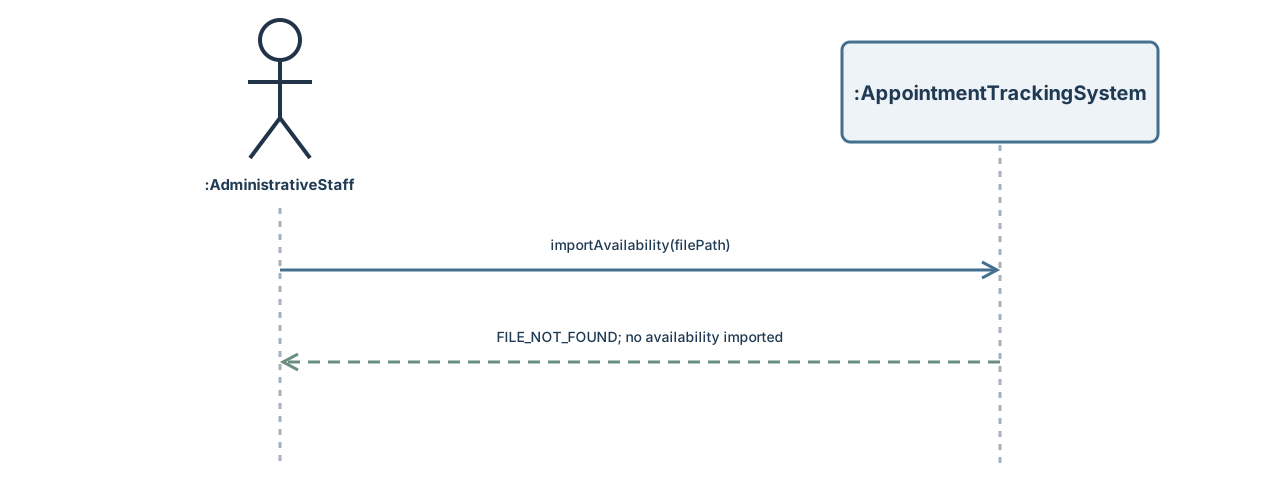 :AppointmentTrackingSystem
:AdministrativeStaff
importAvailability(filePath)
FILE_NOT_FOUND; no availability imported